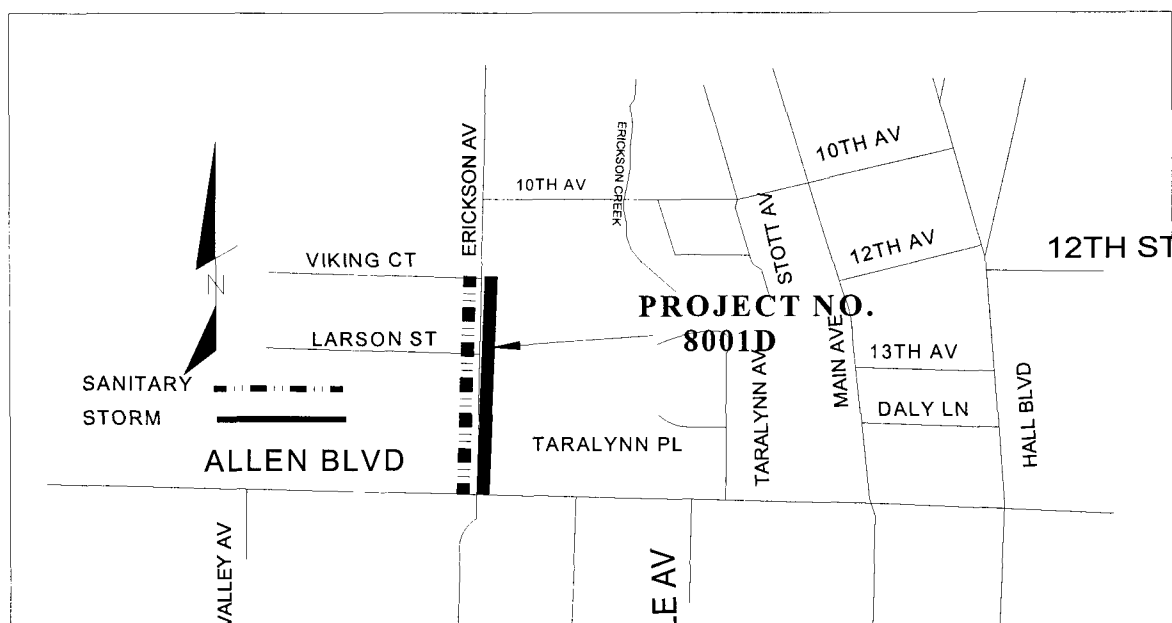 ERICKSON AV
ERICKSON CREEK
10TH AV
10TH AV
STOTT AV
12TH AV
12TH ST
VIKING CT
N
PROJECT NO.
8001D
LARSON ST
MAIN AVE
13TH AV
SANITARY
STORM
TARALYNN AV
DALY LN
HALL BLVD
TARALYNN PL
ALLEN BLVD
VALLEY AV
LE AV